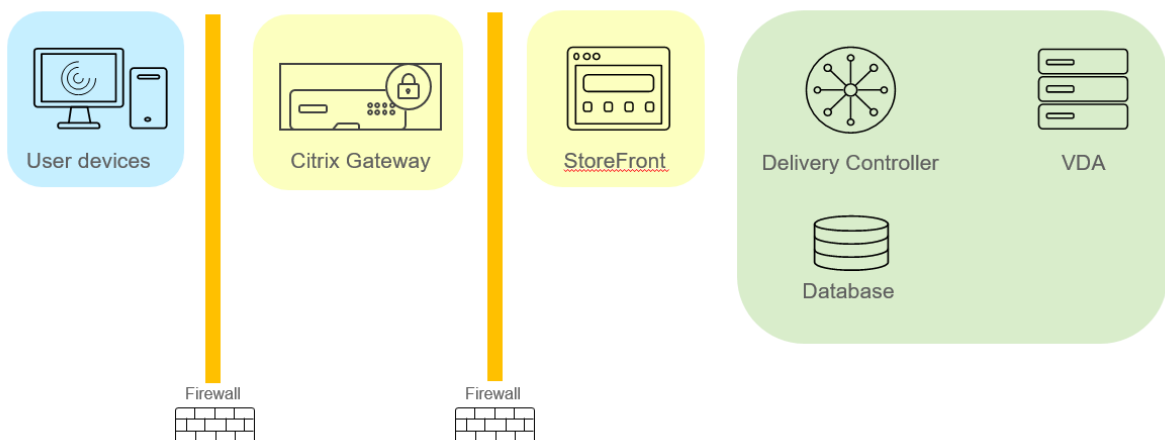 User devices
Citrix Gateway
StoreFront
Delivery Controller
VDA
Database
Firewall
Firewall